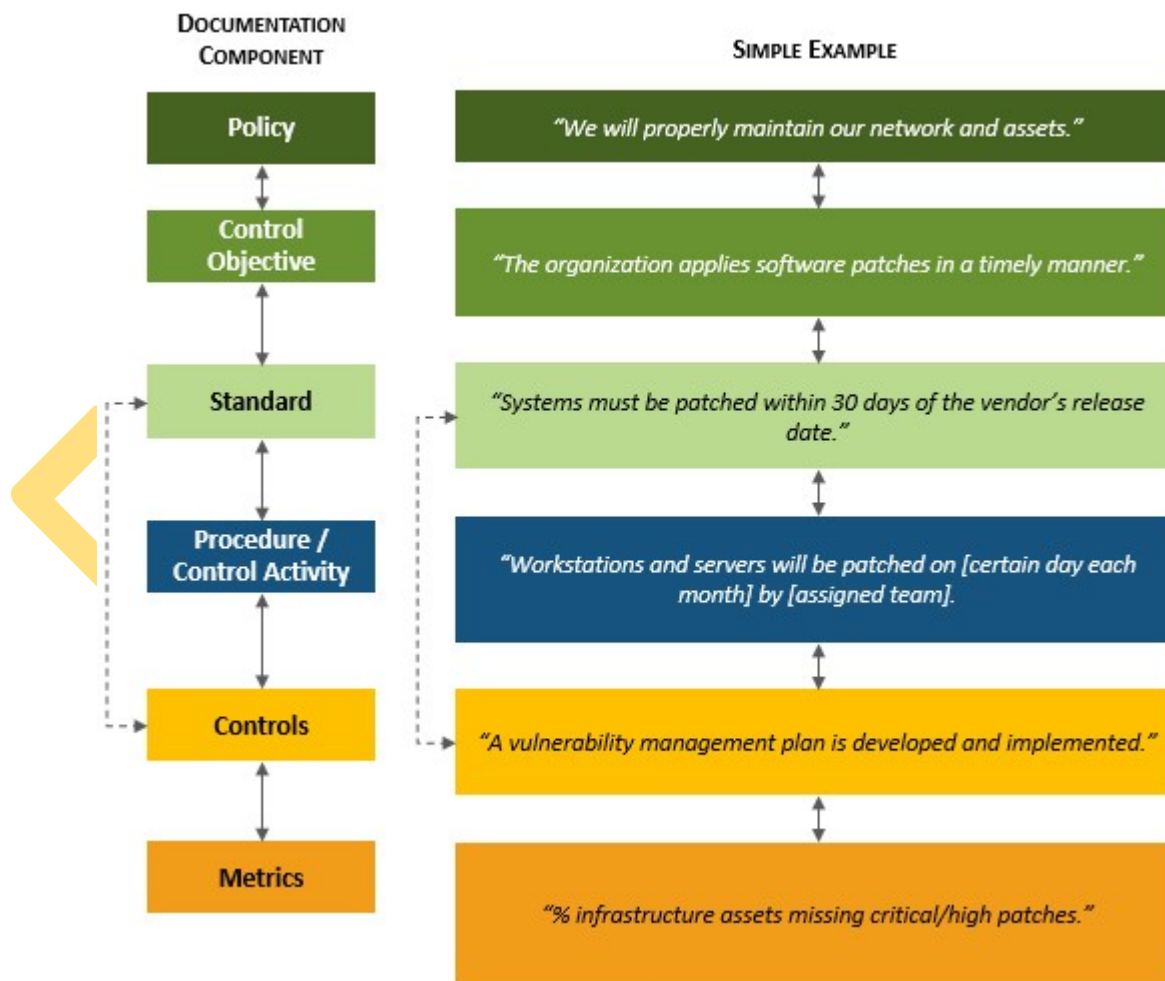 DOCUMENTATION
COMPONENT
SIMPLE EXAMPLE
Policy
“We will properly maintain our network and assets.”
Control
Objective
“The organization applies software patches in a timely manner.”
Standard
“Systems must be patched within 30 days of the vendor’s release
date.”
Procedure /
Control Activity
“Workstations and servers will be patched on [certain day each
month] by [assigned team].
Controls
“A vulnerability management plan is developed and implemented.”
Metrics
“% infrastructure assets missing critical/high patches.”